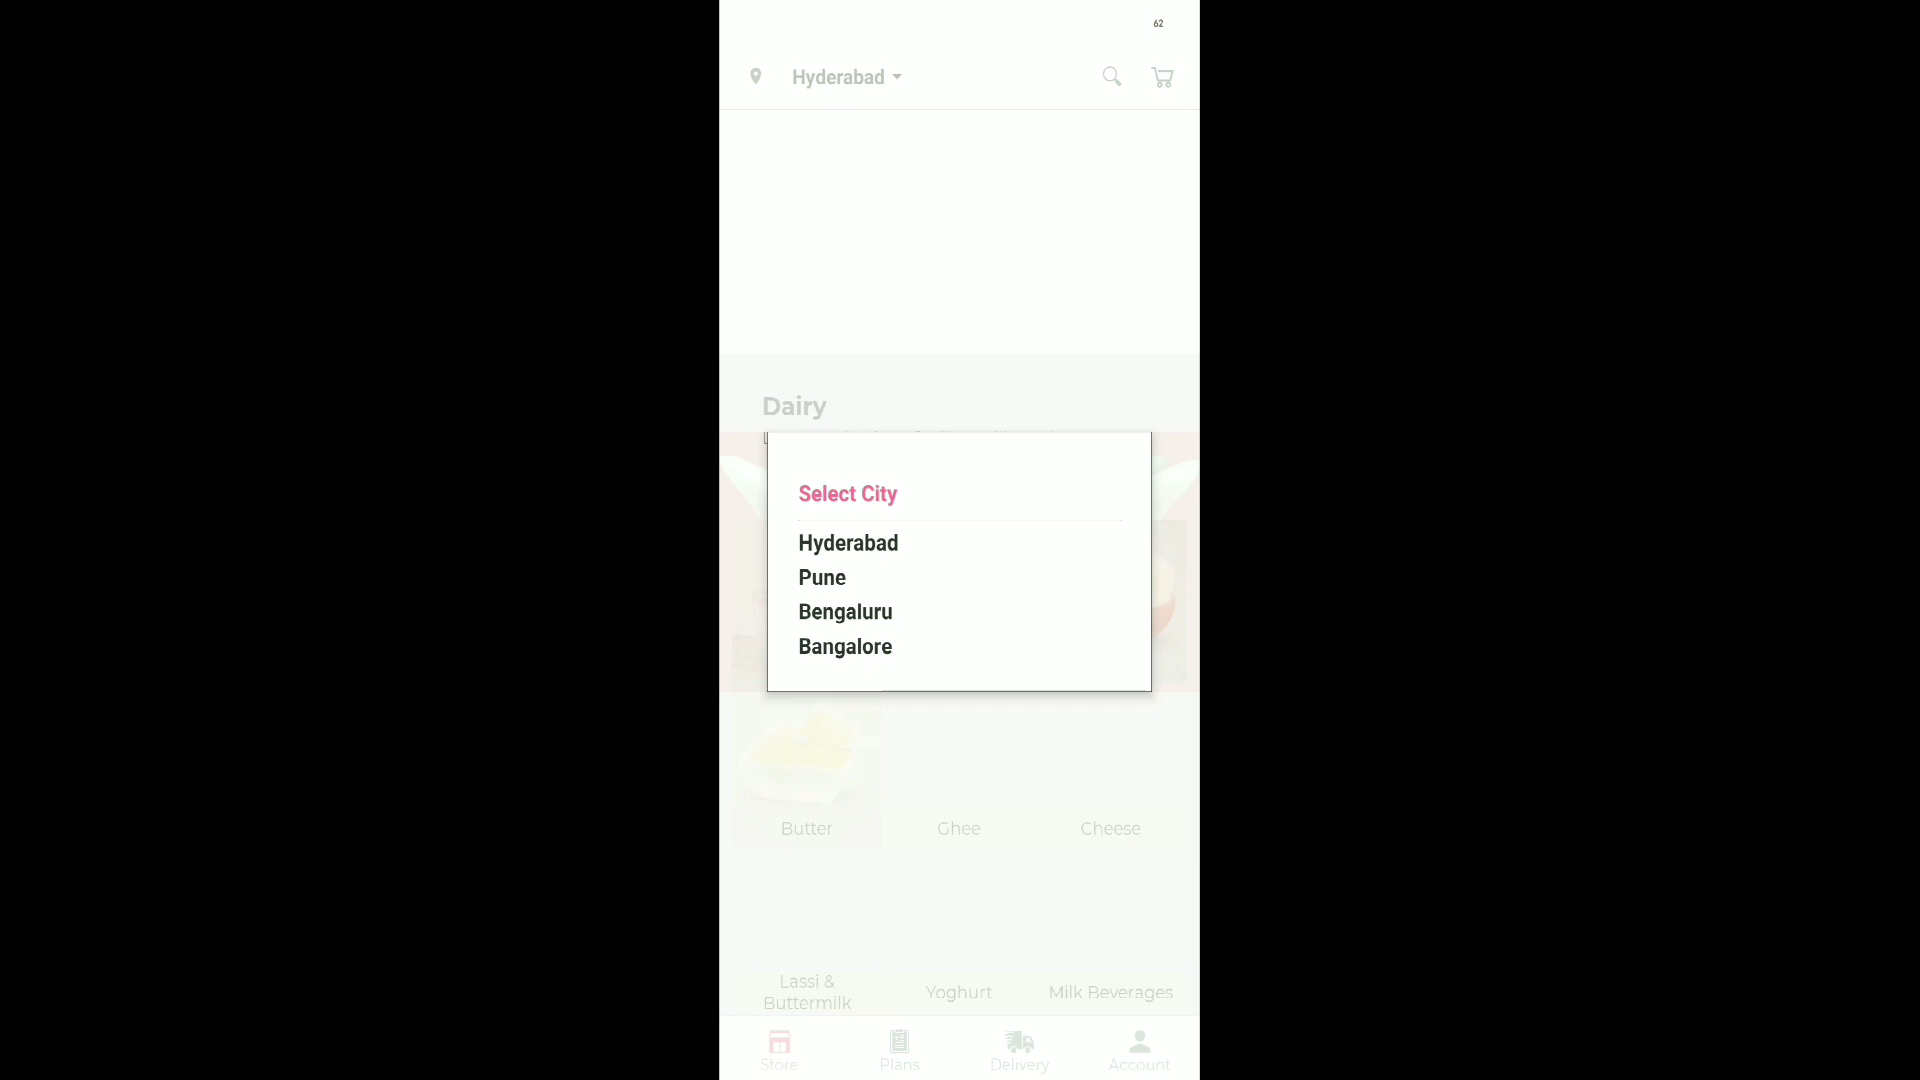 62
Hyderabad
Dairy
Select City
Hyderabad
Pune
Bengaluru
Bangalore
Butter
Ghee
Cheese
Lassi &
Buttermilk
Yoghurt
Milk Beverages
Store
Plans
Delivery
Account